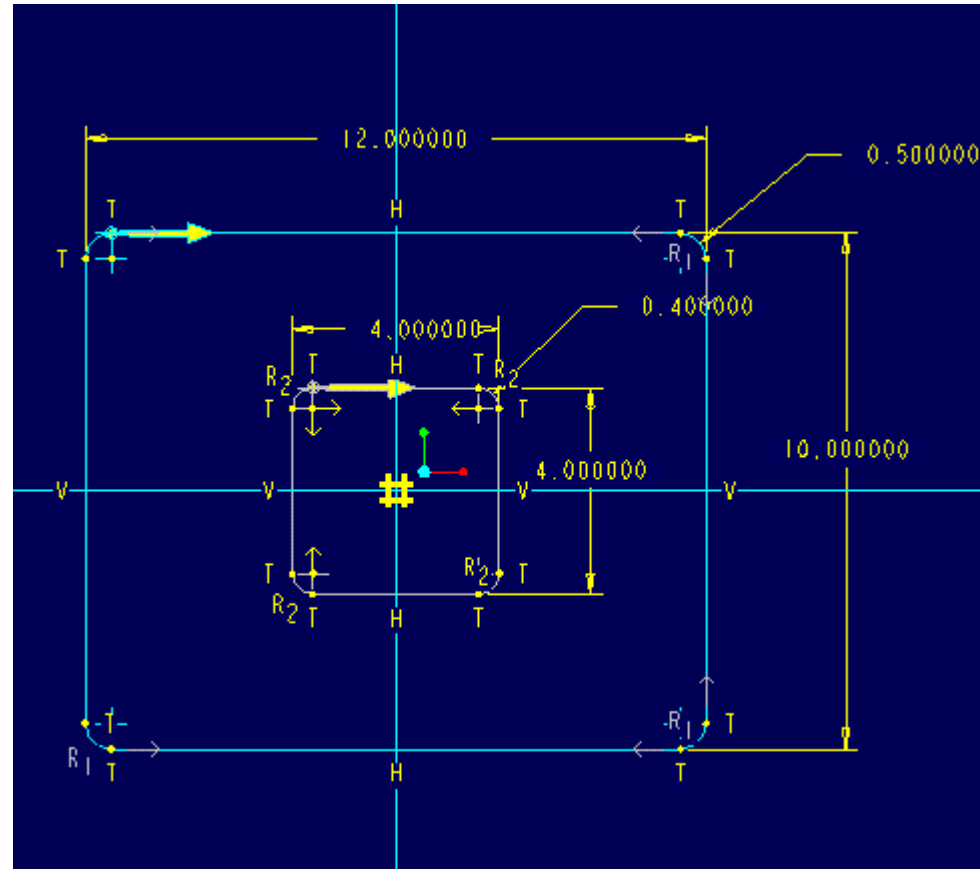 12.000000
0.500000
T H T
T R1 T
0.400000
4.000000
T H T R2
R2
T T
10.000000
4.000000
V V V V
T R2 T
R2 T H T
T R1 T
R1 T H T